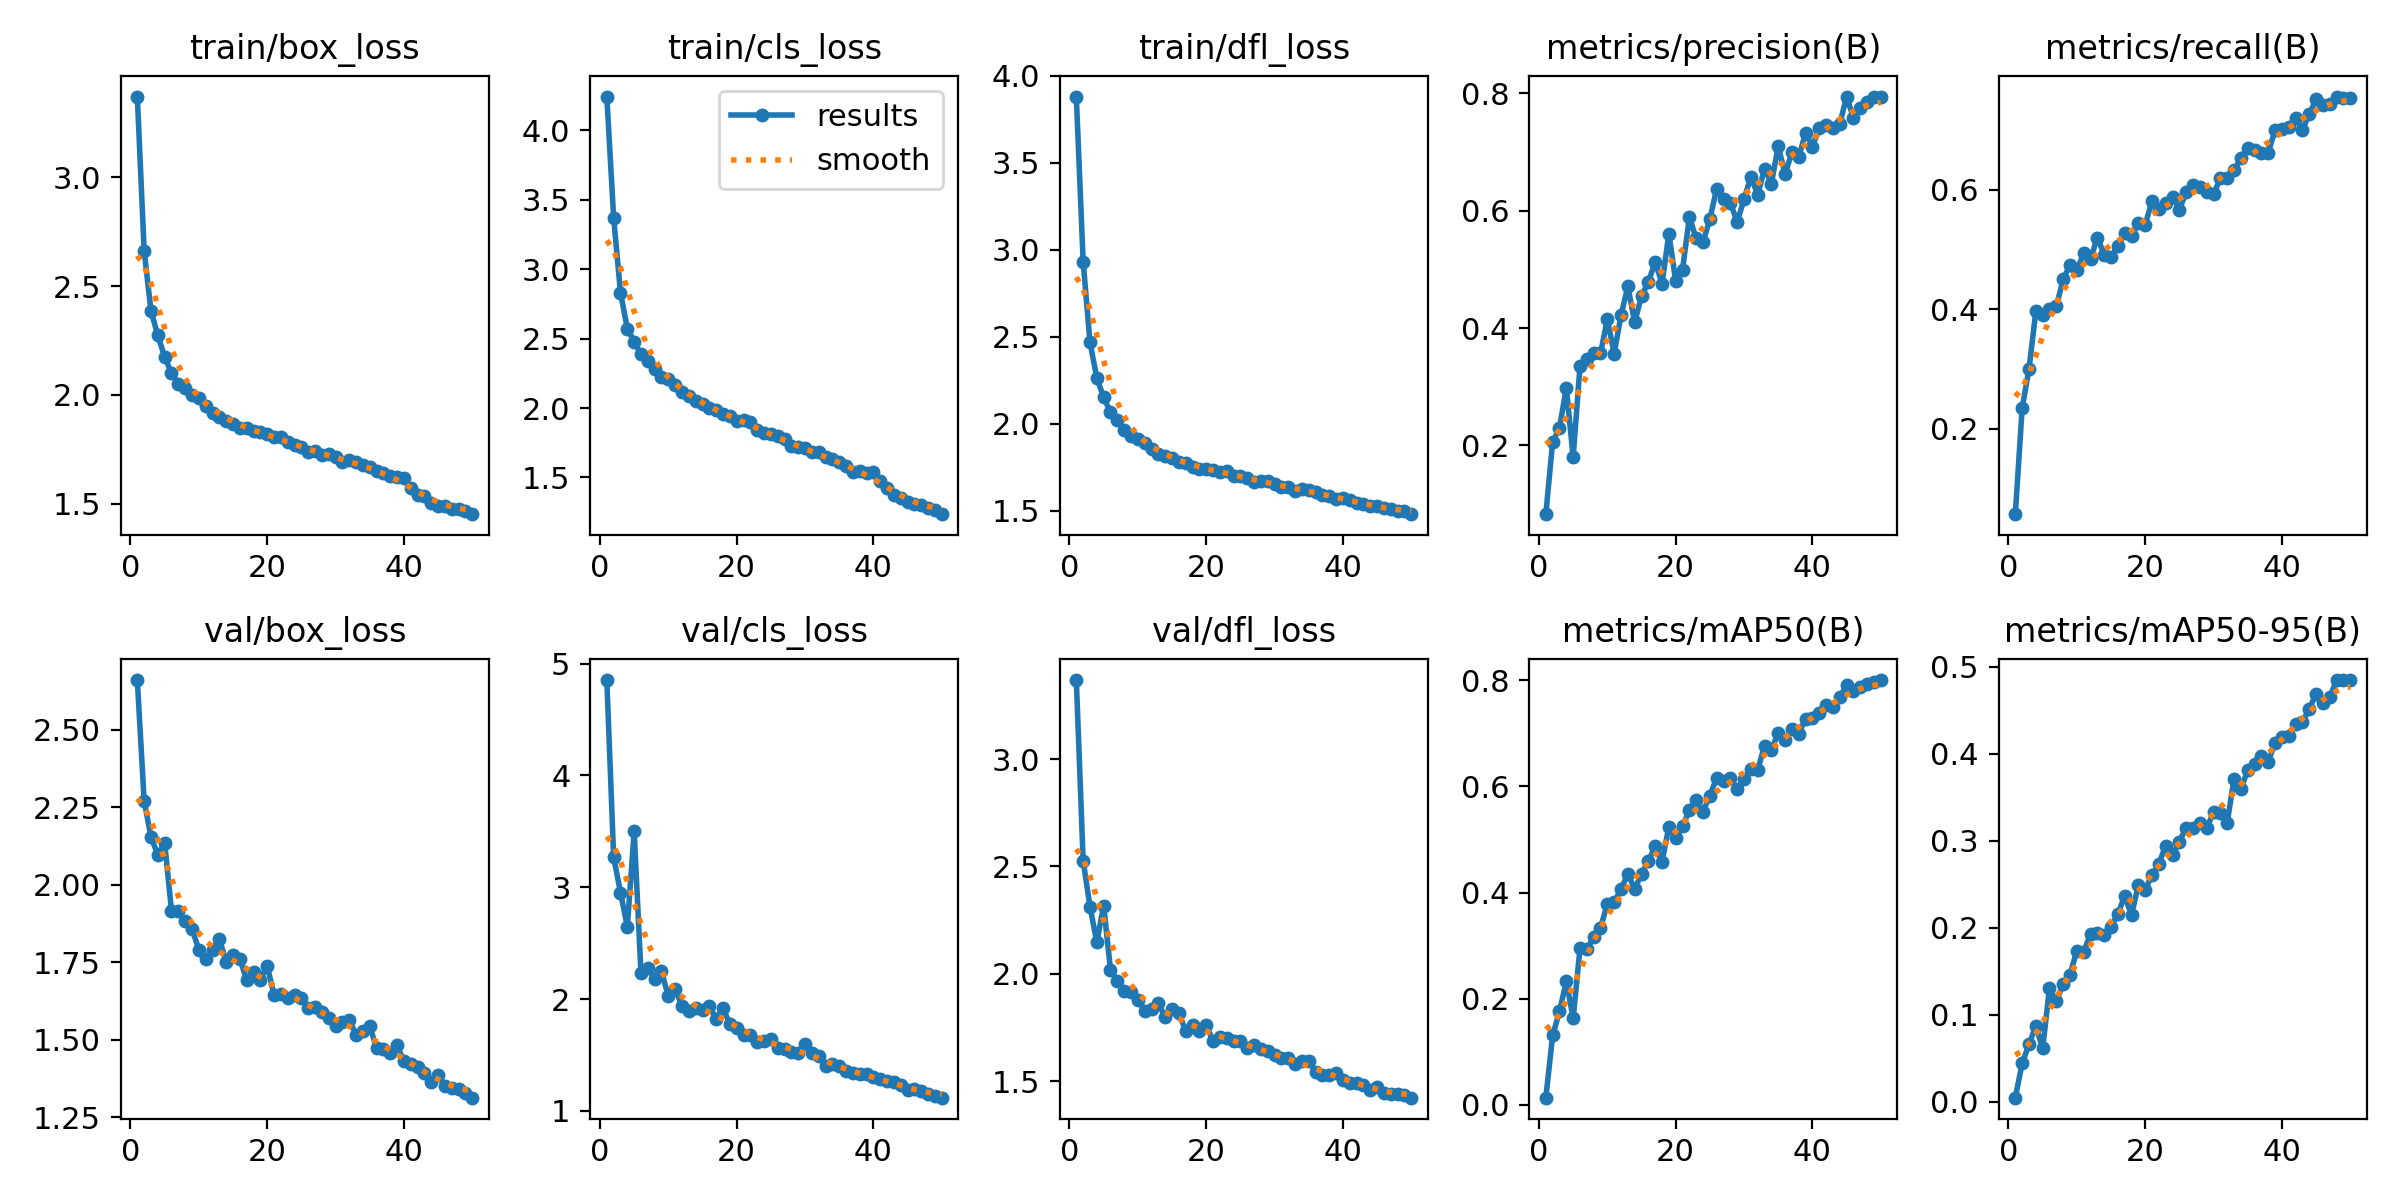 train/box_loss
3.0
2.5
2.0
1.5
0 20 40
train/cls_loss
results
smooth
4.0
3.5
3.0
2.5
2.0
1.5
0 20 40
train/dfl_loss
4.0
3.5
3.0
2.5
2.0
1.5
0 20 40
metrics/precision(B)
0.8
0.6
0.4
0.2
0 20 40
metrics/recall(B)
0.6
0.4
0.2
0 20 40
val/box_loss
2.50
2.25
2.00
1.75
1.50
1.25
0 20 40
val/cls_loss
5
4
3
2
1
0 20 40
val/dfl_loss
3.0
2.5
2.0
1.5
0 20 40
metrics/mAP50(B)
0.8
0.6
0.4
0.2
0.0
0 20 40
metrics/mAP50-95(B)
0.5
0.4
0.3
0.2
0.1
0.0
0 20 40